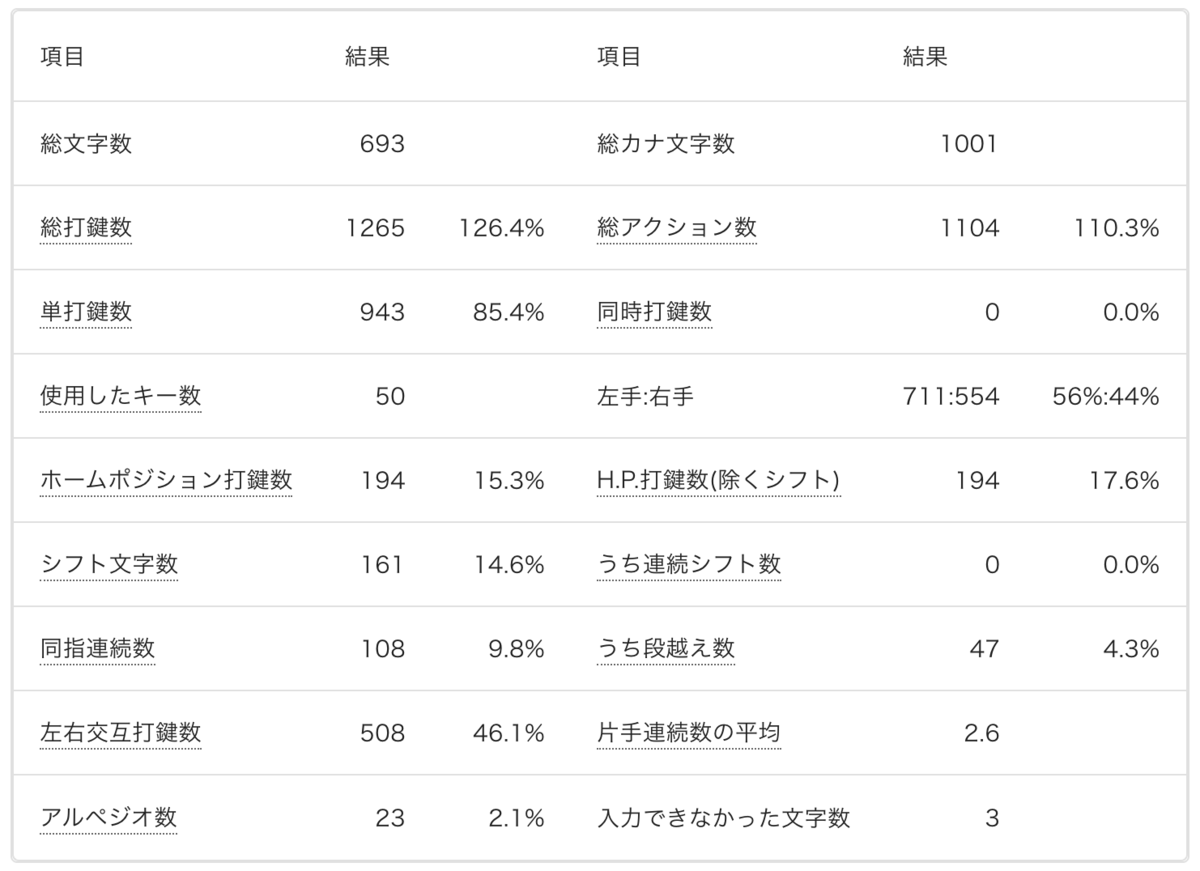 項目 結果 項目 結果
総文字数 693 総カナ文字数 1001
総打鍵数 1265 126.4% 総アクション数 1104 110.3%
単打鍵数 943 85.4% 同時打鍵数 0 0.0%
使用したキー数 50 左手:右手 711:554 56%:44%
ホームポジション打鍵数 194 15.3% H.P.打鍵数(除くシフト) 194 17.6%
シフト文字数 161 14.6% うち連続シフト数 0 0.0%
同指連続数 108 9.8% うち段越え数 47 4.3%
左右交互打鍵数 508 46.1% 片手連続数の平均 2.6
アルペジオ数 23 2.1% 入力できなかった文字数 3